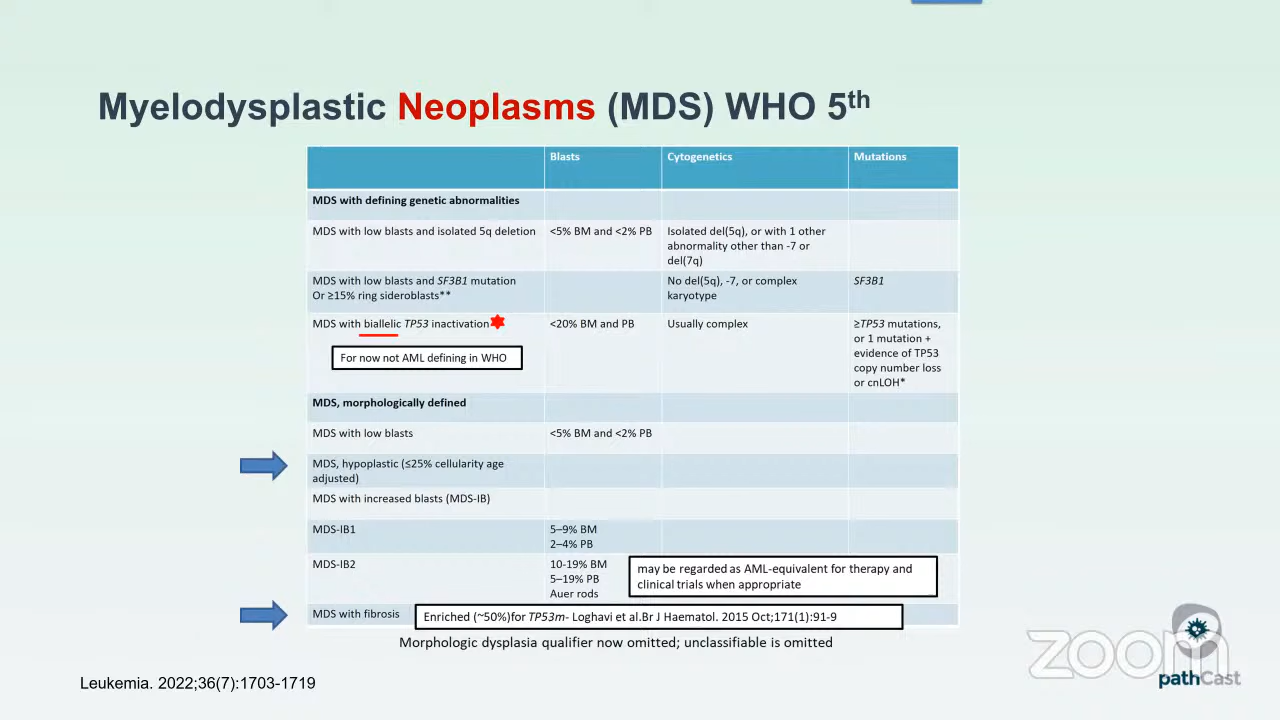 Myelodysplastic Neoplasms (MDS) WHO 5th
Blasts Cytogenetics Mutations
MDS with defining genetic abnormalities
MDS with low blasts and isolated 5q deletion <5% BM and <2% PB Isolated del(5q), or with 1 other
abnormality other than -7 or
del(7q)
MDS with low blasts and SF3B1 mutation No del(5q), -7, or complex SF3B1
Or ≥15% ring sideroblasts** karyotype
MDS with biallelic TP53 inactivation <20% BM and PB Usually complex ≥TP53 mutations,
or 1 mutation +
For now not AML defining in WHO evidence of TP53
copy number loss
or cnLOH*
MDS, morphologically defined
MDS with low blasts <5% BM and <2% PB
MDS, hypoplastic (≤25% cellularity age
adjusted)
MDS with increased blasts (MDS-IB)
MDS-IB1 5–9% BM
2–4% PB
MDS-IB2 10-19% BM may be regarded as AML-equivalent for therapy and
5–19% PB clinical trials when appropriate
Auer rods
MDS with fibrosis Enriched (~50%)for TP53m- Loghavi et al.Br J Haematol. 2015 Oct;171(1):91-9
Morphologic dysplasia qualifier now omitted; unclassifiable is omitted
zoom
pathCast
Leukemia. 2022;36(7):1703-1719